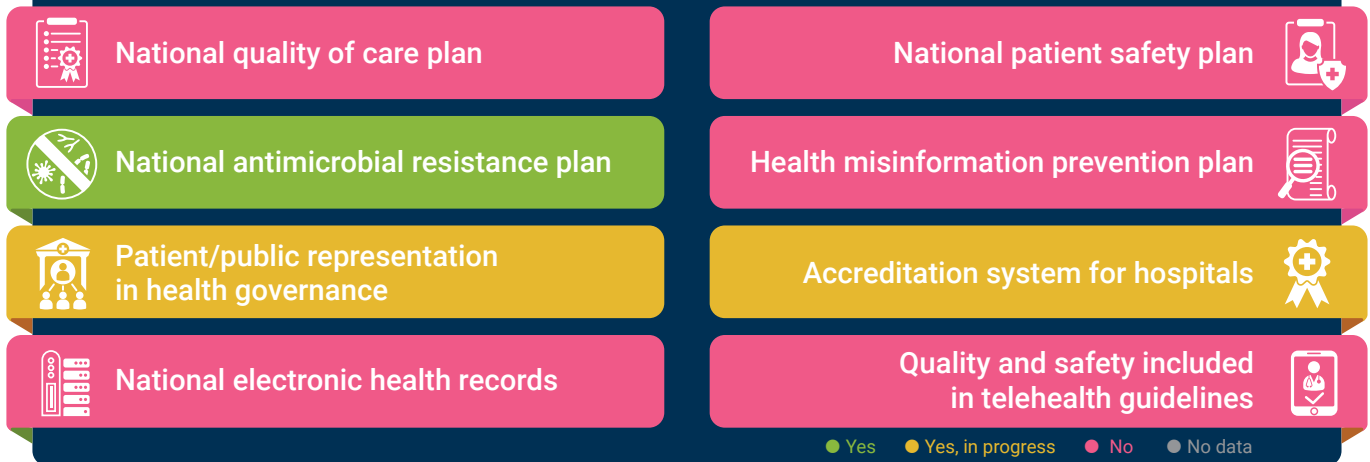 National quality of care plan
National patient safety plan
National antimicrobial resistance plan
Health misinformation prevention plan
Patient/public representation
in health governance
Accreditation system for hospitals
National electronic health records
Quality and safety included
in telehealth guidelines
Yes
Yes, in progress
No
No data